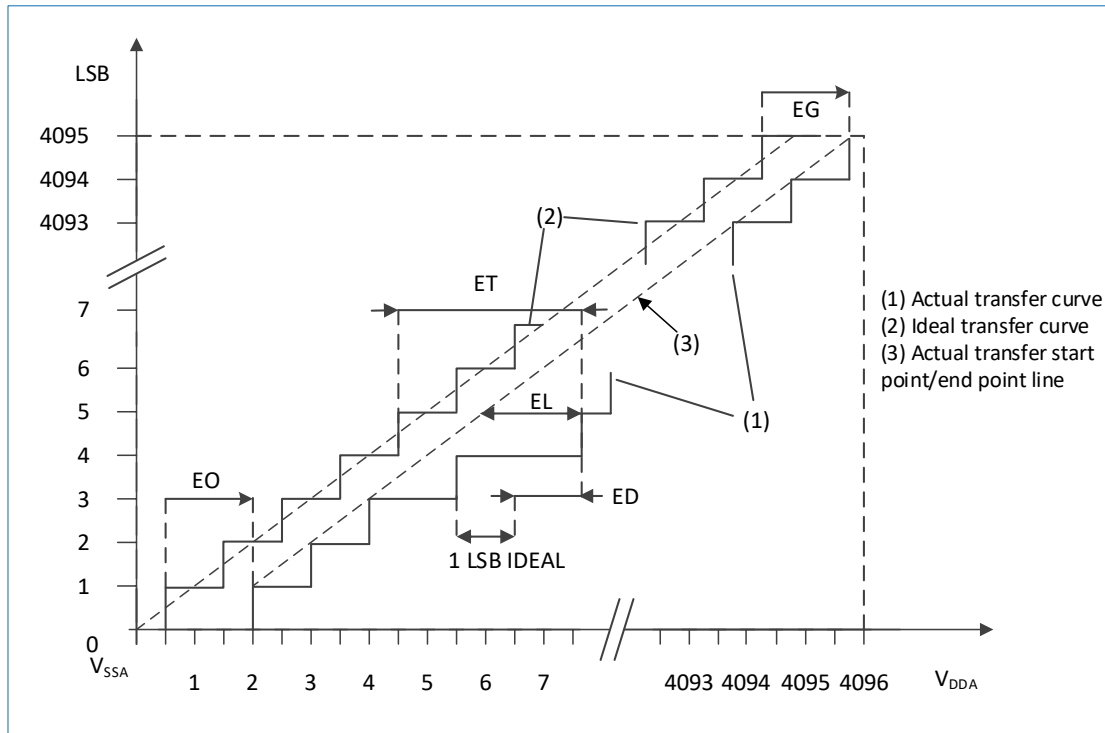 LSB
EG
4095
4094
4093
(2)
ET
7
(3)
(1) Actual transfer curve
(2) Ideal transfer curve
(3) Actual transfer start
point/end point line
6
5
EL
(1)
4
EO
3
ED
2
1 LSB IDEAL
1
0
VSSA
1 2 3 4 5 6 7 4093 4094 4095 4096
VDDA